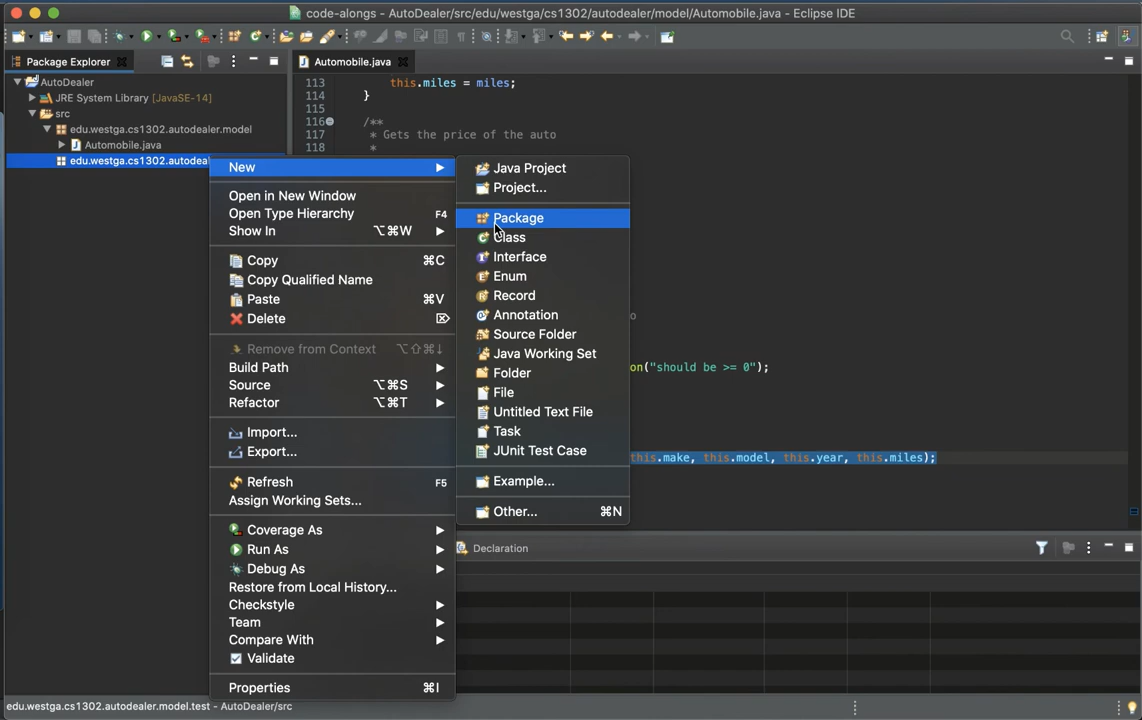 code-alongs - AutoDealer/src/edu/westga/cs1302/autodealer/model/Automobile.java - Eclipse IDE
Package Explorer
Automobile.java
AutoDealer
JRE System Library [JavaSE-14]
src
edu.westga.cs1302.autodealer.model
Automobile.java
edu.westga.cs1302.autodeal
113 this.miles = miles;
114 }
115
116 /**
117 * Gets the price of the auto
118 *
on("should be >= 0");
this.make, this.model, this.year, this.miles);
New
Open in New Window
Open Type Hierarchy F4
Show In ⌥⌘W
Copy ⌘C
Copy Qualified Name
Paste ⌘V
Delete ⌦
Remove from Context ⌥⇧⌘↓
Build Path
Source ⌥⌘S
Refactor ⌥⌘T
Import...
Export...
Refresh F5
Assign Working Sets...
Coverage As
Run As
Debug As
Restore from Local History...
Checkstyle
Team
Compare With
Validate
Properties ⌘I
Java Project
Project...
Package
Class
Interface
Enum
Record
Annotation
Source Folder
Java Working Set
Folder
File
Untitled Text File
Task
JUnit Test Case
Example...
Other... ⌘N
Declaration
edu.westga.cs1302.autodealer.model.test - AutoDealer/src